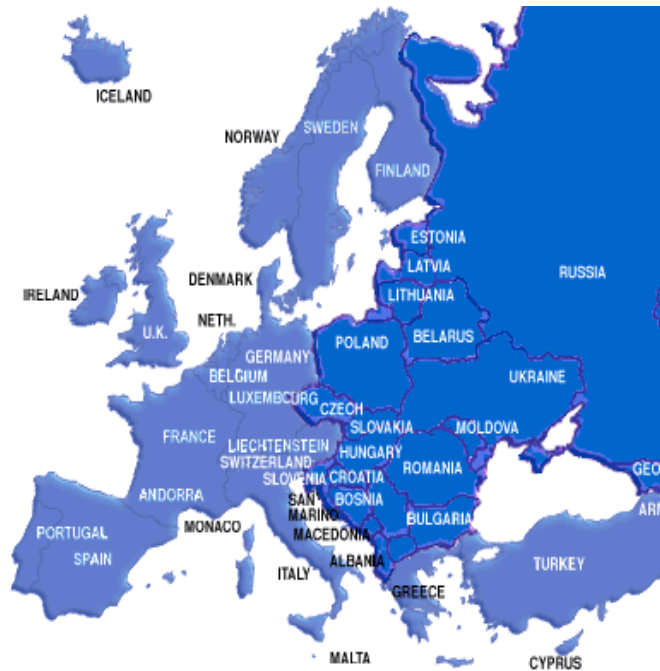 ICELAND
SWEDEN
NORWAY
FINLAND
ESTONIA
LATVIA
RUSSIA
DENMARK
IRELAND
LITHUANIA
NETH.
U.K.
BELARUS
POLAND
GERMANY
BELGIUM
UKRAINE
LUXEMBOURG
CZECH
SLOVAKIA
MOLDOVA
FRANCE
LIECHTENSTEIN
HUNGARY
SWITZERLAND
ROMANIA
GEO
SLOVENIA
CROATIA
ANDORRA
SAN
MARINO
BOSNIA
ARN
BULGARIA
MONACO
PORTUGAL
MACEDONIA
SPAIN
ALBANIA
TURKEY
ITALY
GREECE
MALTA
CYPRUS